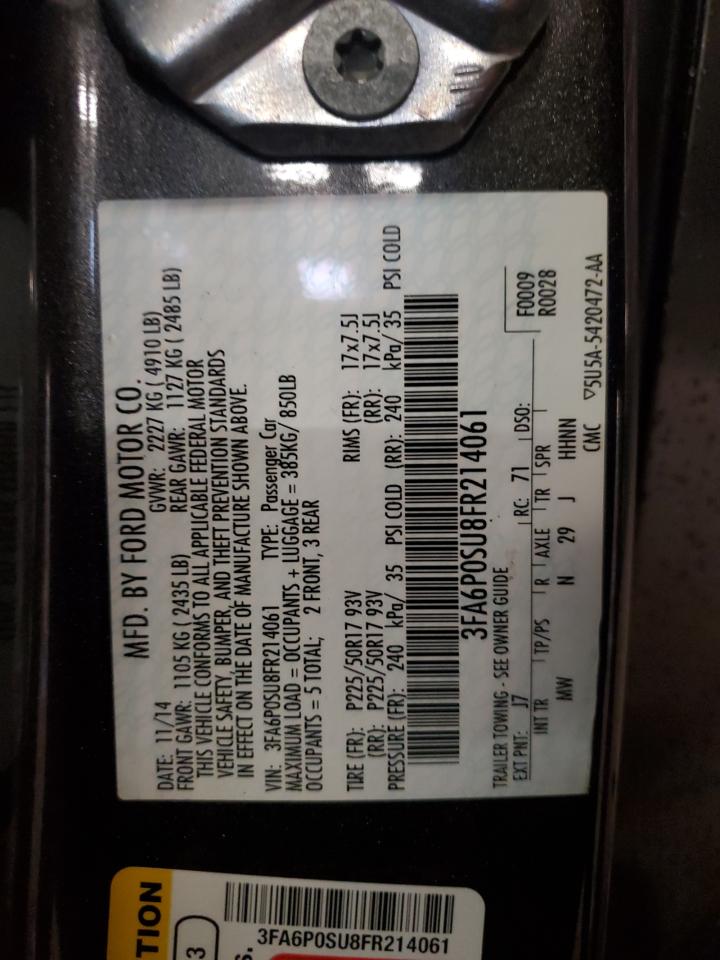 MFD. BY FORD MOTOR CO.
DATE: 11/14 GVWR: 2227 KG ( 4910 LB)
FRONT GAWR: 1105 KG ( 2435 LB) REAR GAWR: 1127 KG ( 2485 LB)
THIS VEHICLE CONFORMS TO ALL APPLICABLE FEDERAL MOTOR
VEHICLE SAFETY, BUMPER, AND THEFT PREVENTION STANDARDS
IN EFFECT ON THE DATE OF MANUFACTURE SHOWN ABOVE.
VIN: 3FA6P0SU8FR214061 TYPE: Passenger Car
MAXIMUM LOAD = OCCUPANTS + LUGGAGE = 385KG/ 850LB
OCCUPANTS = 5 TOTAL; 2 FRONT, 3 REAR
TIRE (FR): P225/50R17 93V RIMS (FR): 17x7.5J
(RR): P225/50R17 93V (RR): 17x7.5J
PRESSURE (FR): 240 kPa/ 35 PSI COLD (RR): 240 kPa/ 35 PSI COLD
3FA6P0SU8FR214061
TRAILER TOWING - SEE OWNER GUIDE
EXT PNT: J7 RC: 71 DSO: F0009
INT TR TP/PS R AXLE TR SPR R0028
MW N 29 J HHNN
CMC ▽5U5A-5420472-AA
TION
3
S.
3FA6P0SU8FR214061